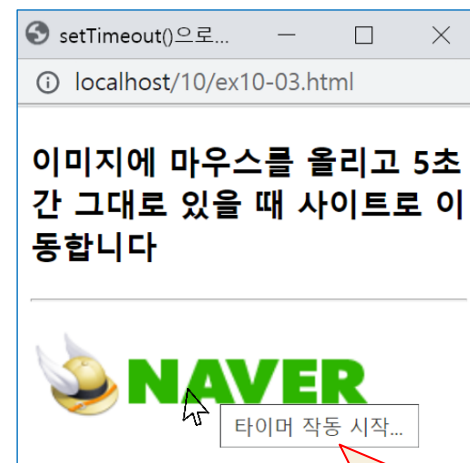 setTimeout()으로...
localhost/10/ex10-03.html
이미지에 마우스를 올리고 5초
간 그대로 있을 때 사이트로 이
동합니다
NAVER
타이머 작동 시작...